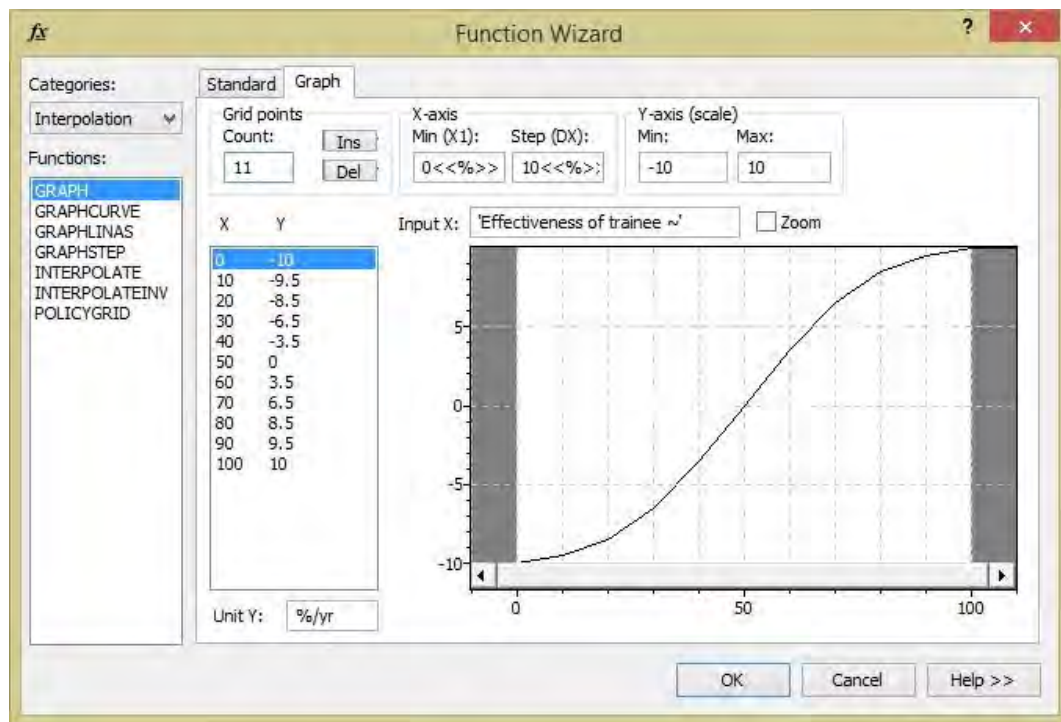 fx
Function Wizard
?
×
Categories:
Interpolation
Functions:
GRAPH
GRAPHCURVE
GRAPHLINAS
GRAPHSTEP
INTERPOLATE
INTERPOLATEINV
POLICYGRID
Standard Graph
Grid points
Count:
Ins
11
Del
X-axis
Min (X1): Step (DX):
0<<%>> 10<<%>:
Y-axis (scale)
Min: Max:
-10 10
X Y
0 -10
10 -9.5
20 -8.5
30 -6.5
40 -3.5
50 0
60 3.5
70 6.5
80 8.5
90 9.5
100 10
Unit Y: %/yr
Input X: 'Effectiveness of trainee ~' Zoom
5
0
-5
-10
0 50 100
OK Cancel Help >>